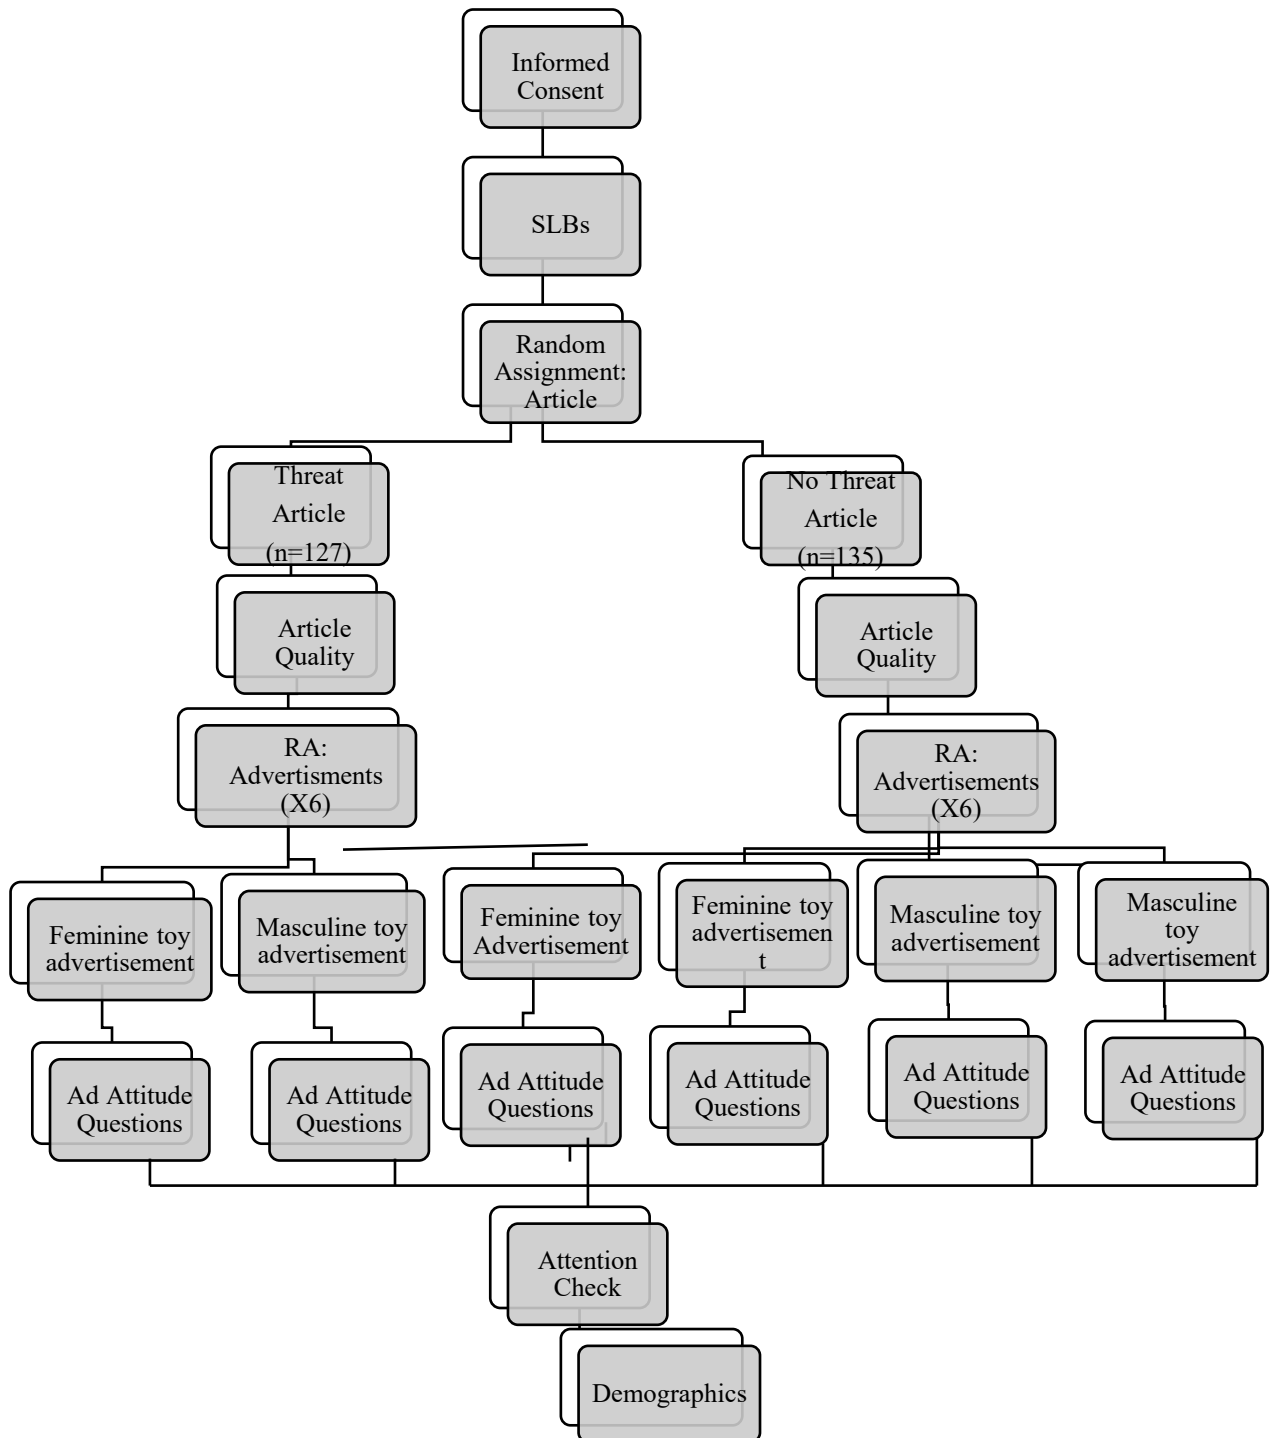 Informed
Consent
SLBs
Random
Assignment:
Article
Threat
Article
(n=127)
No Threat
Article
(n=135)
Article
Quality
Article
Quality
RA:
Advertisments
(X6)
RA:
Advertisements
(X6)
Feminine toy
advertisement
Masculine toy
advertisement
Feminine toy
Advertisement
Feminine toy
advertisemen
t
Masculine toy
advertisement
Masculine
toy
advertisement
Ad Attitude
Questions
Ad Attitude
Questions
Ad Attitude
Questions
Ad Attitude
Questions
Ad Attitude
Questions
Ad Attitude
Questions
Attention
Check
Demographics